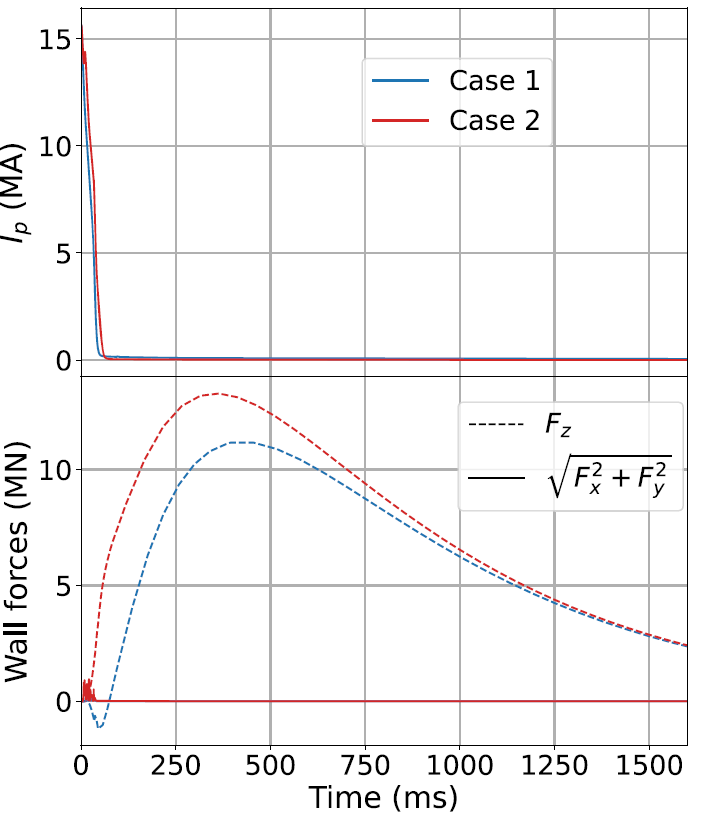 15
10
5
0
I_p (MA)
Case 1
Case 2
10
5
0
Wall forces (MN)
F_z
√(F_x^2 + F_y^2)
0 250 500 750 1000 1250 1500
Time (ms)